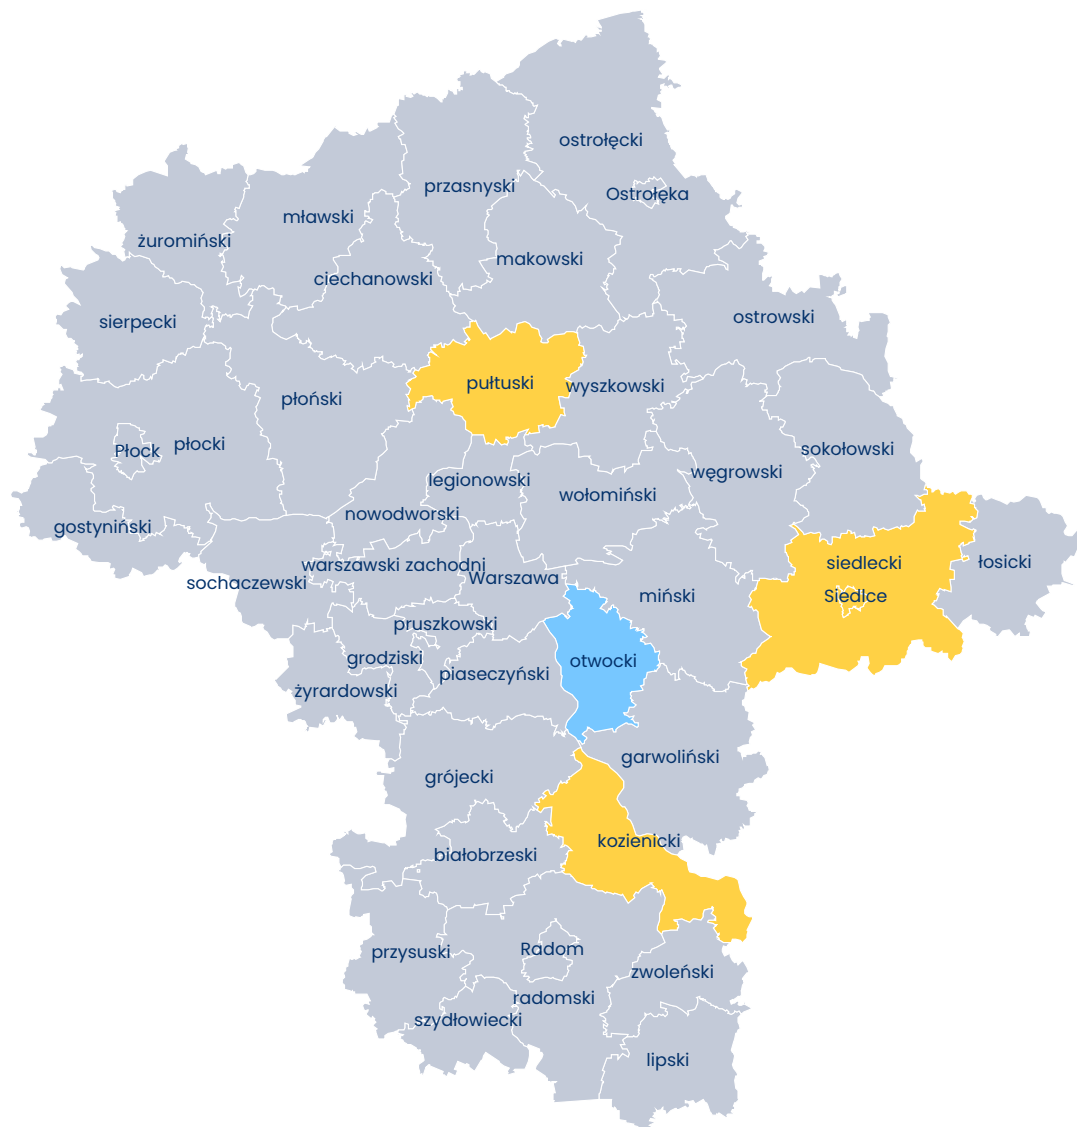 ostrołęcki
przasnyski
Ostrołęka
mławski
żuromiński
makowski
ciechanowski
ostrowski
sierpecki
pułtuski
wyszkowski
płoński
płocki
Płock
sokołowski
węgrowski
legionowski
wołomiński
nowodworski
gostyniński
siedlecki
łosicki
warszawski zachodni
Warszawa
sochaczewski
miński
Siedlce
pruszkowski
grodziski
otwocki
piaseczyński
żyrardowski
garwoliński
grójecki
kozienicki
białobrzeski
Radom
przysuski
zwoleński
radomski
szydłowiecki
lipski